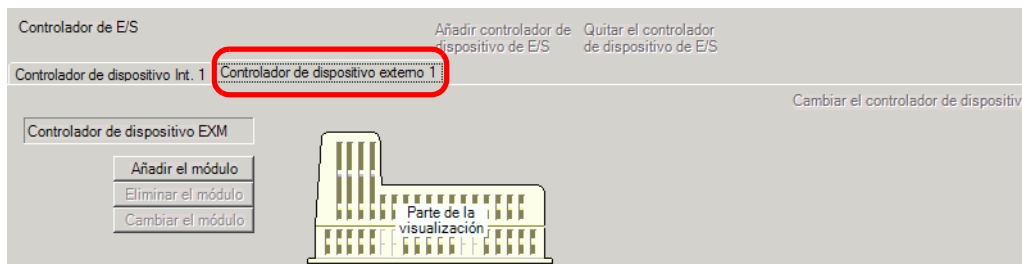 Controlador de E/S
Añadir controlador de
dispositivo de E/S
Quitar el controlador
de dispositivo de E/S
Controlador de dispositivo Int. 1
Controlador de dispositivo externo 1
Cambiar el controlador de dispositiv
Controlador de dispositivo EXM
Añadir el módulo
Eliminar el módulo
Cambiar el módulo
Parte de la
visualización